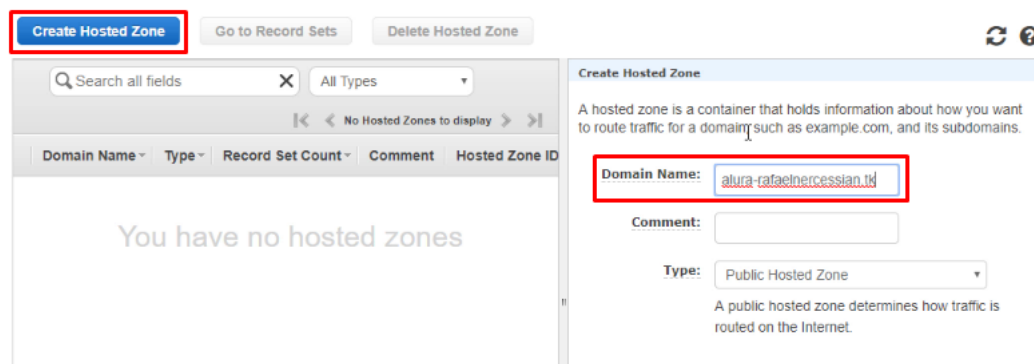 Create Hosted Zone Go to Record Sets Delete Hosted Zone
Search all fields All Types
No Hosted Zones to display
Domain Name Type Record Set Count Comment Hosted Zone ID
You have no hosted zones
Create Hosted Zone
A hosted zone is a container that holds information about how you want
to route traffic for a domain, such as example.com, and its subdomains.
Domain Name: alura-rafaelnercessian.tk
Comment:
Type: Public Hosted Zone
A public hosted zone determines how traffic is
routed on the Internet.